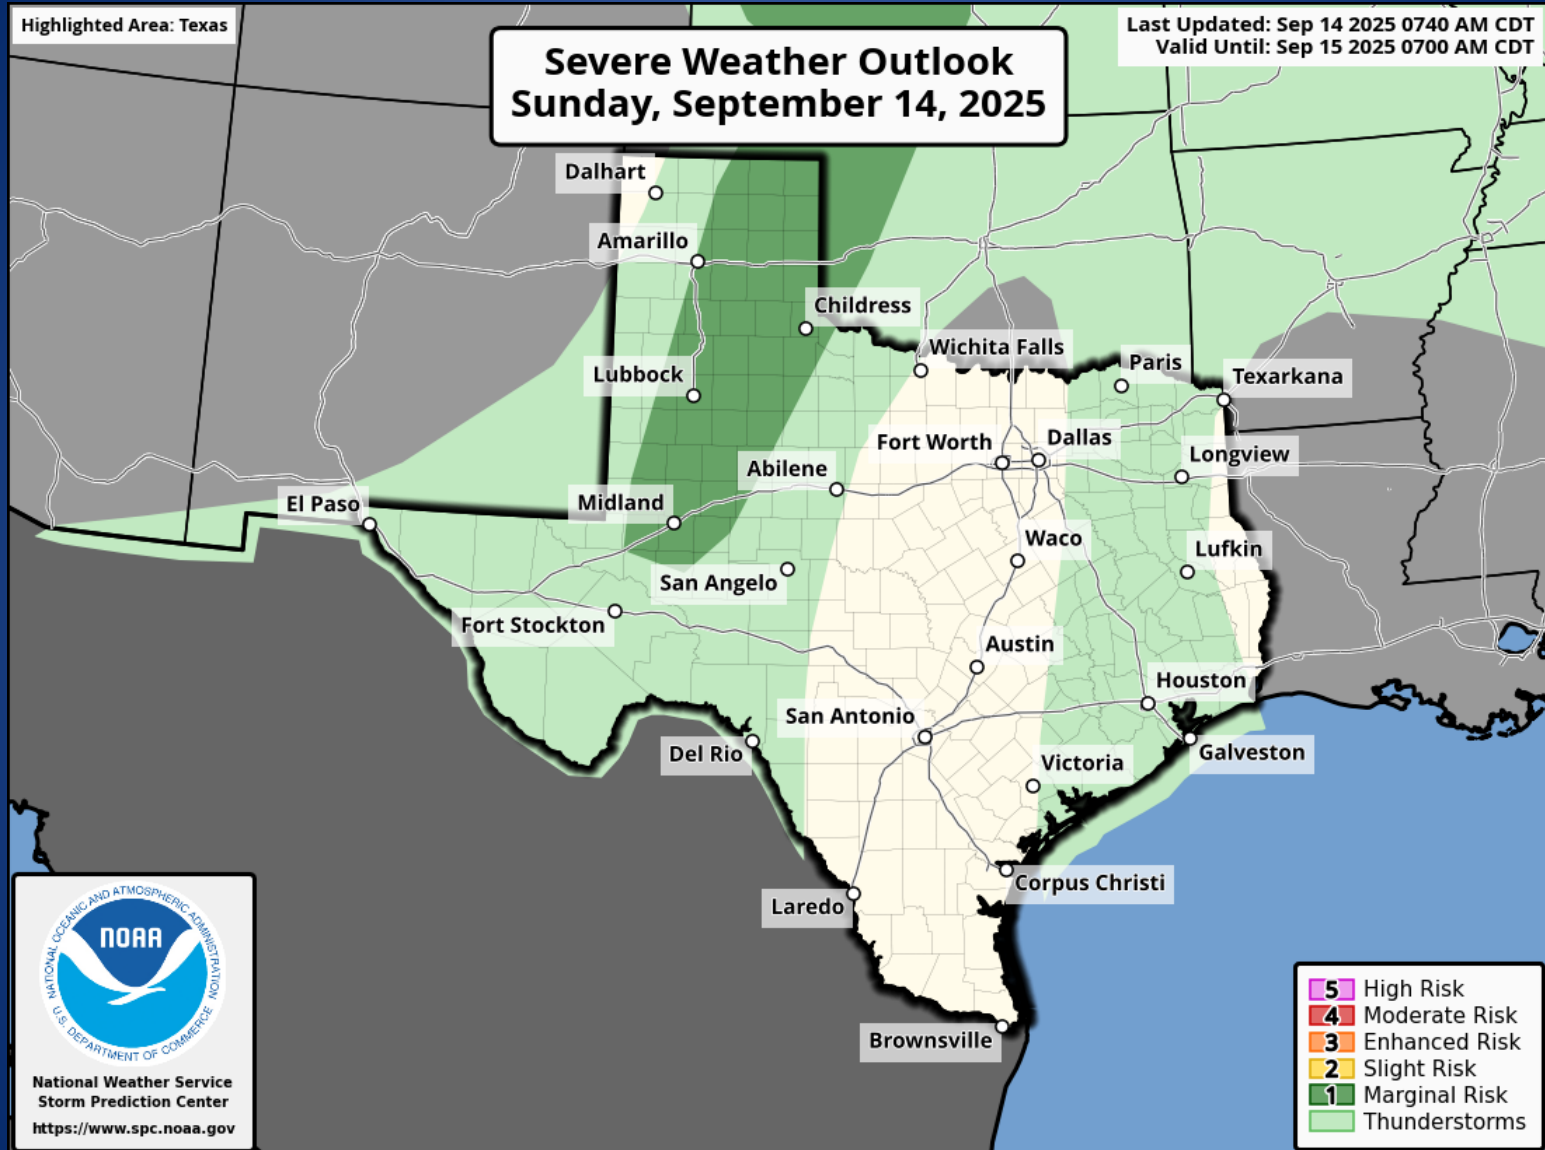 Highlighted Area: Texas
Last Updated: Sep 14 2025 0740 AM CDT
Valid Until: Sep 15 2025 0700 AM CDT
Severe Weather Outlook
Sunday, September 14, 2025
Dalhart
Amarillo
Childress
Wichita Falls
Paris
Texarkana
Lubbock
Fort Worth
Dallas
Longview
Abilene
Midland
El Paso
Waco
Lufkin
San Angelo
Fort Stockton
Austin
Houston
San Antonio
Del Rio
Galveston
Victoria
Corpus Christi
Laredo
Brownsville
NATIONAL OCEANIC AND ATMOSPHERIC ADMINISTRATION
NOAA
U.S. DEPARTMENT OF COMMERCE
National Weather Service
Storm Prediction Center
https://www.spc.noaa.gov
5 High Risk
4 Moderate Risk
3 Enhanced Risk
2 Slight Risk
1 Marginal Risk
Thunderstorms